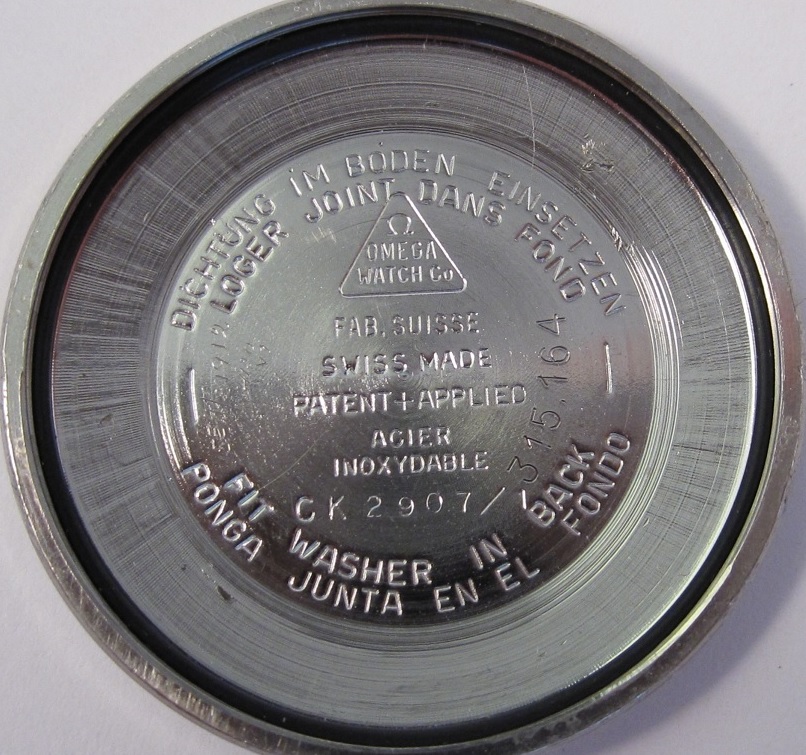 DICHTUNG IM BODEN EINSETZEN
LOGER JOINT DANS FOND
Ω
OMEGA
WATCH Co
FAB. SUISSE
SWISS MADE
PATENT + APPLIED
ACIER
INOXYDABLE
CK 2907/
315.164
FIT WASHER IN BACK
PONGA JUNTA EN EL FONDO